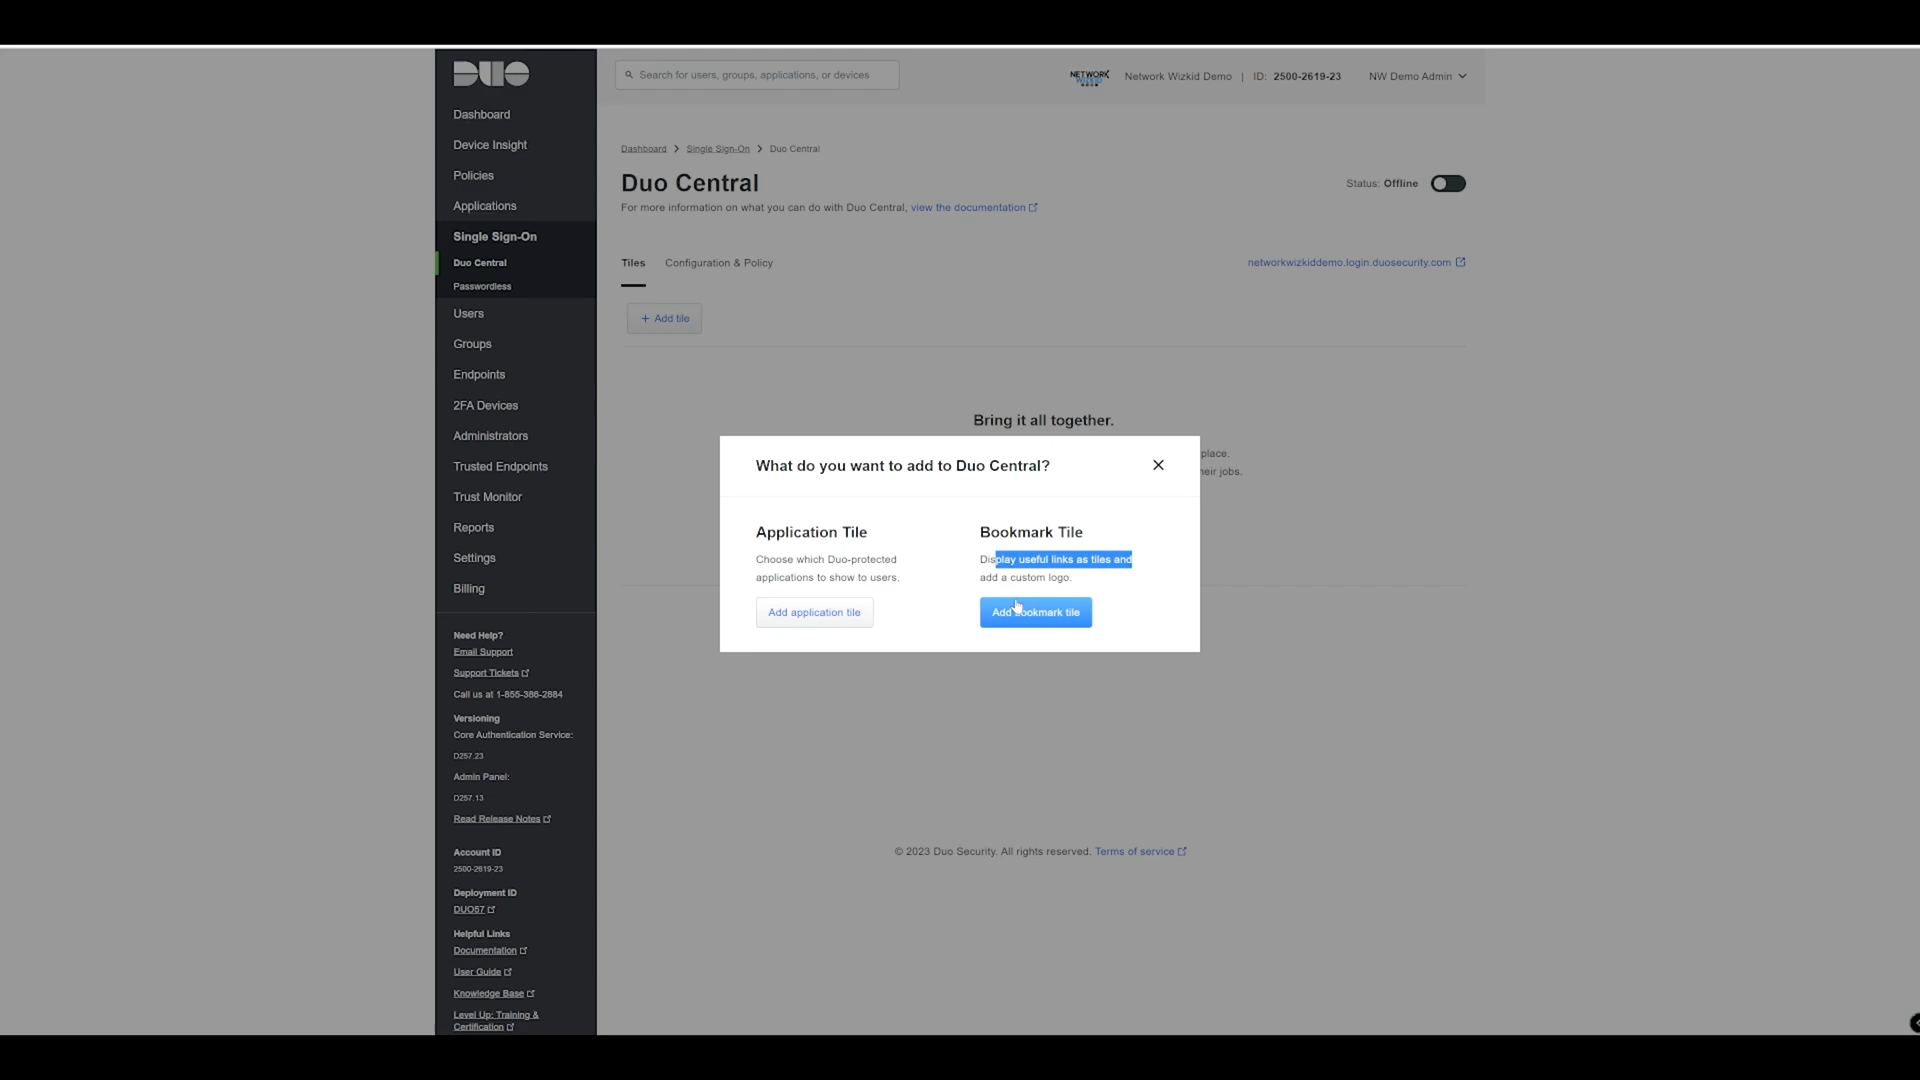 DUO
Search for users, groups, applications, or devices
NETWORK
WIZKID
Network Wizkid Demo | ID: 2500-2619-23
NW Demo Admin
Dashboard
Device Insight
Policies
Applications
Single Sign-On
Duo Central
Passwordless
Users
Groups
Endpoints
2FA Devices
Administrators
Trusted Endpoints
Trust Monitor
Reports
Settings
Billing
Need Help?
Email Support
Support Tickets
Call us at 1-855-386-2884
Versioning
Core Authentication Service:
D257.23
Admin Panel:
D257.13
Read Release Notes
Account ID
2500-2619-23
Deployment ID
DUO57
Helpful Links
Documentation
User Guide
Knowledge Base
Level Up: Training &
Certification
Dashboard > Single Sign-On > Duo Central
Duo Central
Status: Offline
For more information on what you can do with Duo Central, view the documentation
Tiles
Configuration & Policy
networkwizkiddemo.login.duosecurity.com
+ Add tile
Bring it all together.
place.
heir jobs.
What do you want to add to Duo Central?
Application Tile
Choose which Duo-protected
applications to show to users.
Add application tile
Bookmark Tile
Display useful links as tiles and
add a custom logo.
Add bookmark tile
© 2023 Duo Security. All rights reserved. Terms of service